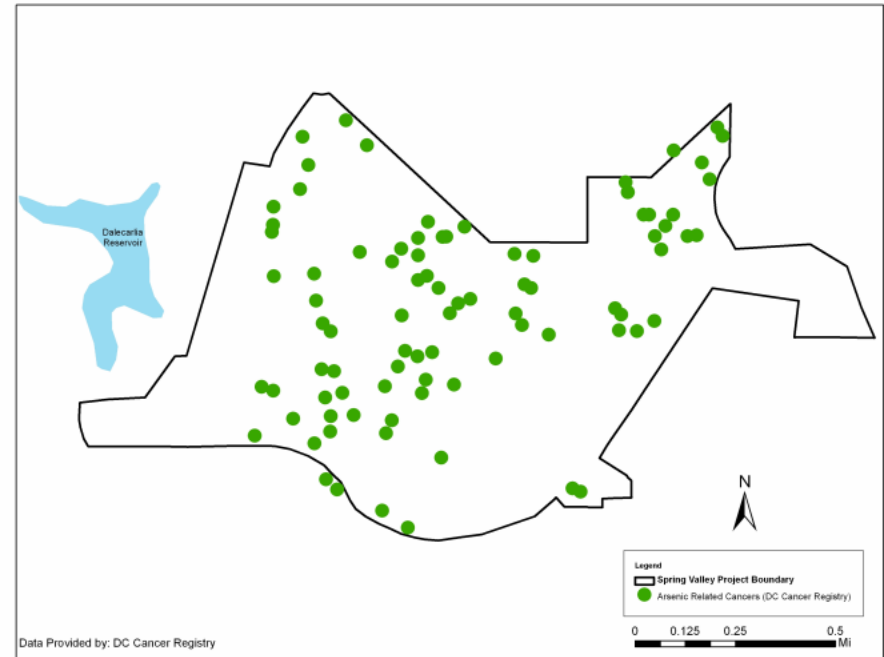 Dalecarlia
Reservoir
N
Legend
Spring Valley Project Boundary
Arsenic Related Cancers (DC Cancer Registry)
0 0.125 0.25 0.5
Mi
Data Provided by: DC Cancer Registry